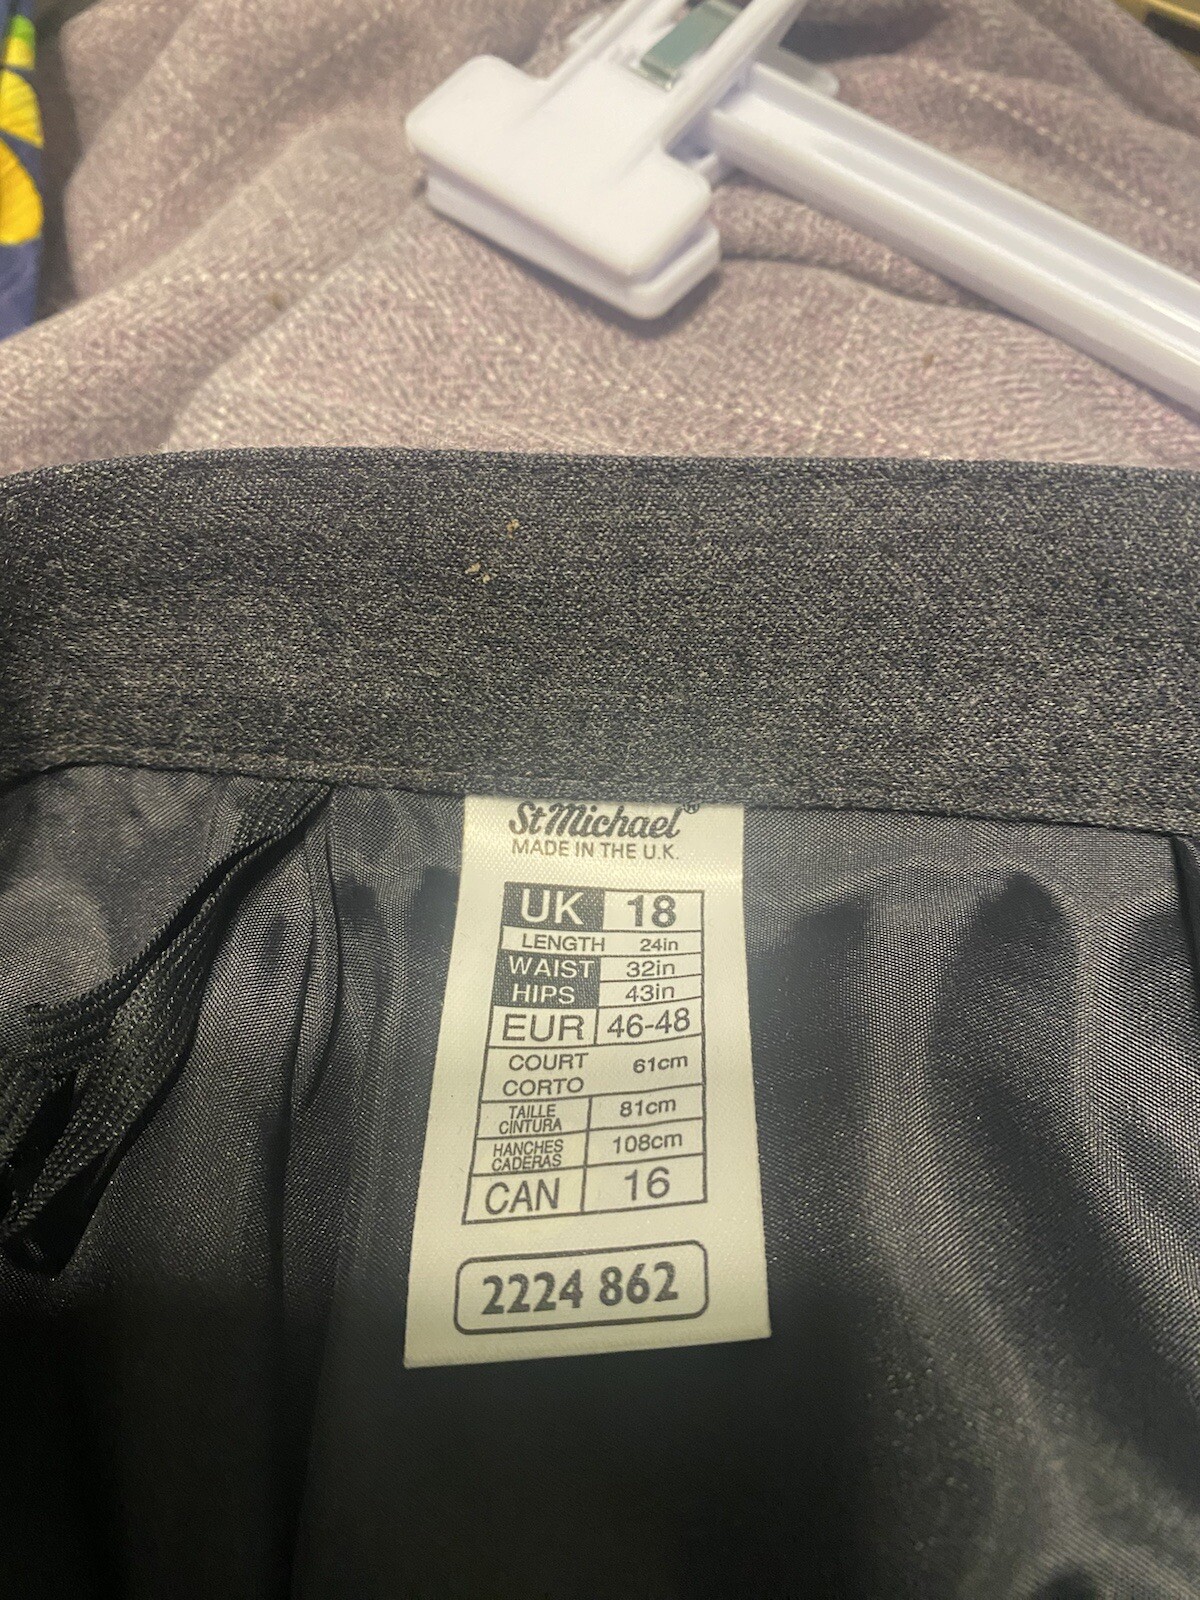 St Michael®
MADE IN THE U.K.
UK 18
LENGTH 24in
WAIST 32in
HIPS 43in
EUR 46-48
COURT 61cm
CORTO
TAILLE 81cm
CINTURA
HANCHES 108cm
CADERAS
CAN 16
2224 862